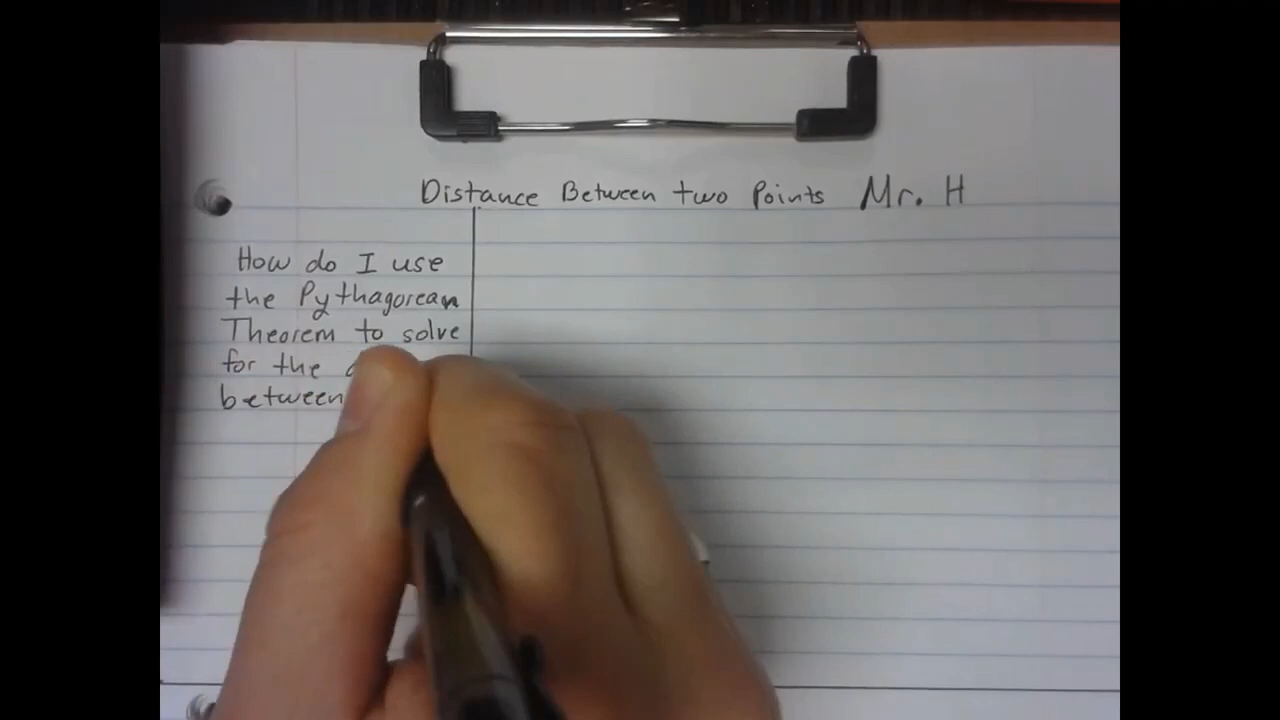 Distance Between two Points Mr. H
How do I use
the Pythagorean
Theorem to solve
for the
between